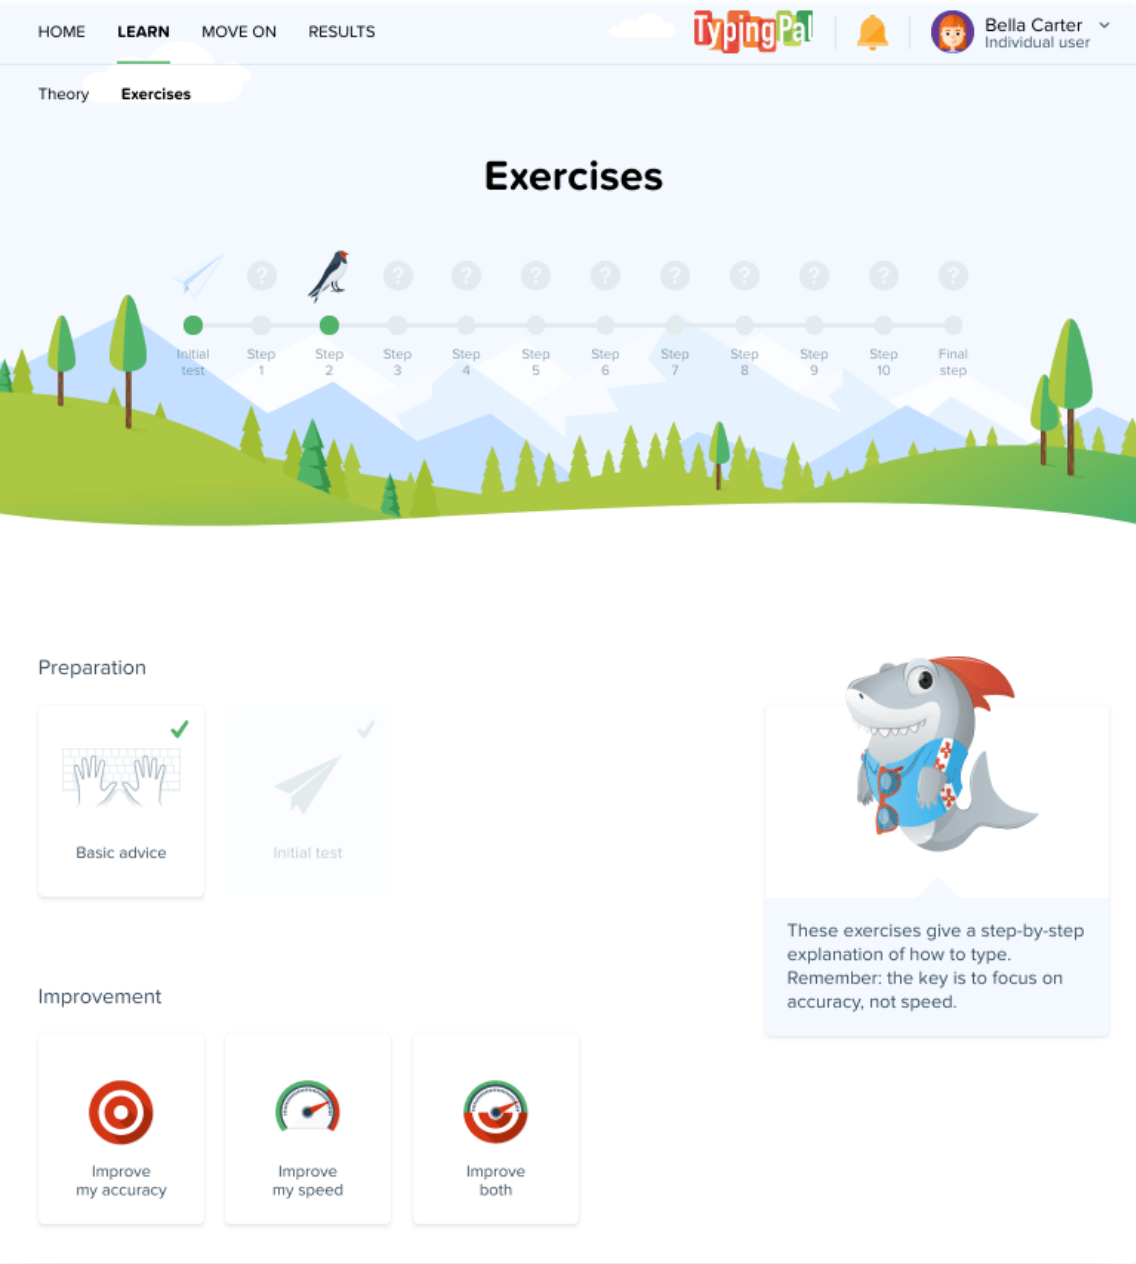 HOME LEARN MOVE ON RESULTS
TypingPal
Bella Carter
Individual user
Theory Exercises
Exercises
? ? ? ? ? ? ? ? ? ?
Initial test
Step 1
Step 2
Step 3
Step 4
Step 5
Step 6
Step 7
Step 8
Step 9
Step 10
Final step
Preparation
Basic advice
Initial test
These exercises give a step-by-step
explanation of how to type.
Remember: the key is to focus on
accuracy, not speed.
Improvement
Improve
my accuracy
Improve
my speed
Improve
both